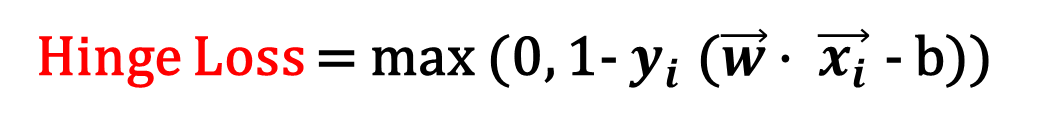 Hinge Loss = max (0, 1- yᵢ (w⃗ · x⃗ᵢ - b))